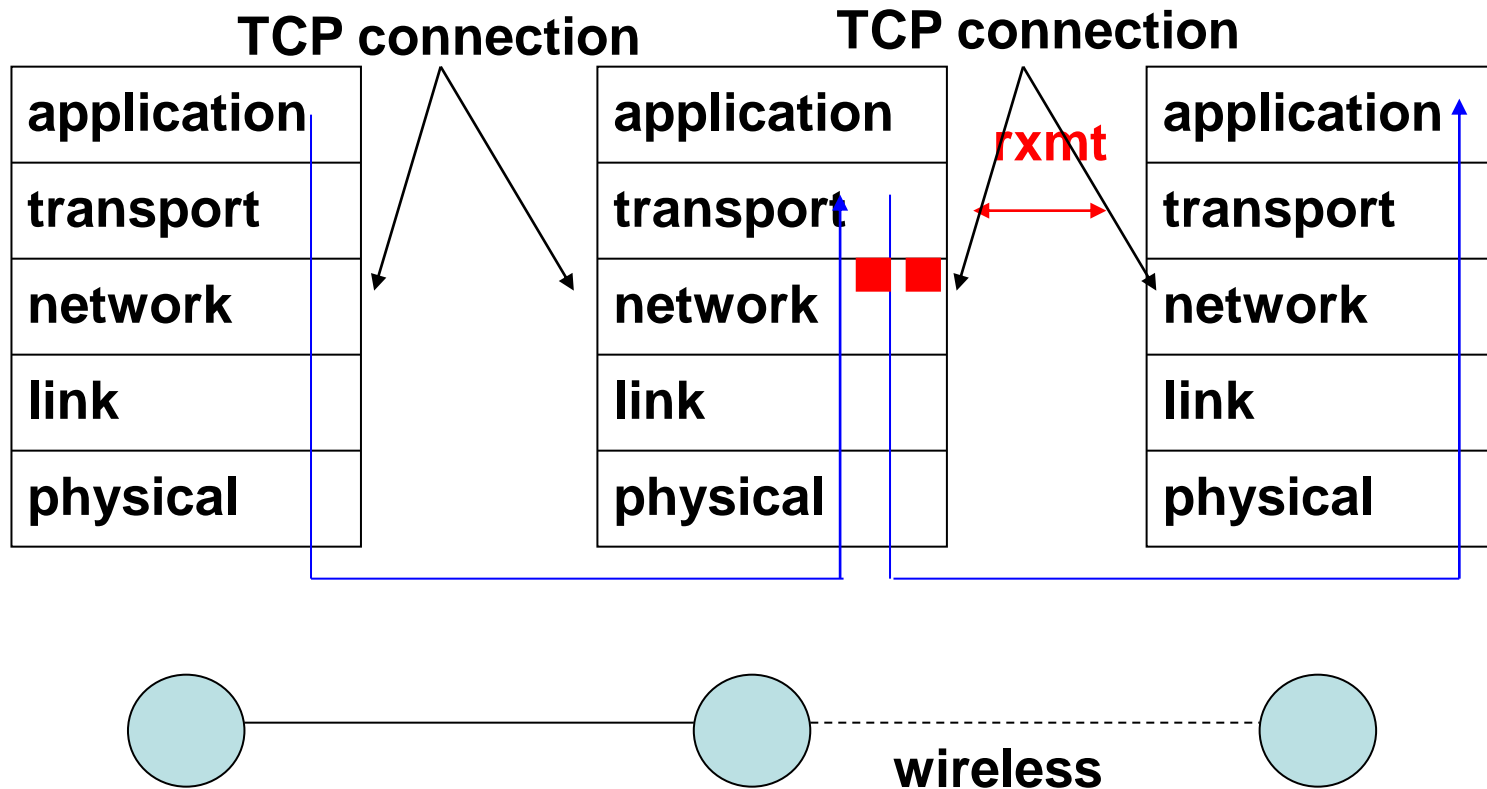 TCP connection
TCP connection
application
transport
network
link
physical
application
transport
network
link
physical
rxmt
application
transport
network
link
physical
wireless